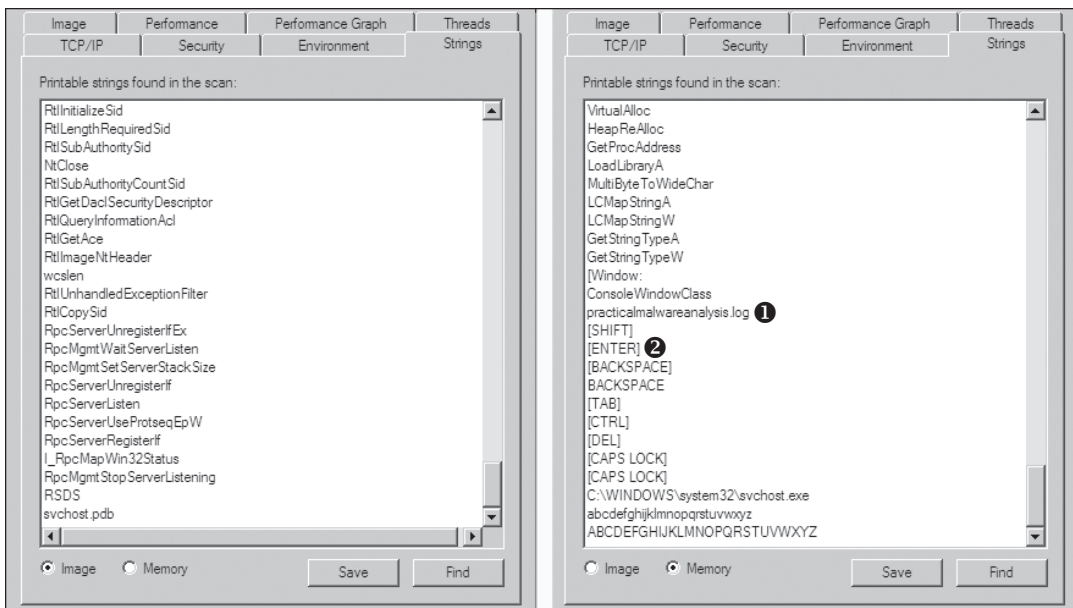 Image Performance Performance Graph Threads
TCP/IP Security Environment Strings
Printable strings found in the scan:
RtlInitializeSid
RtlLengthRequiredSid
RtlSubAuthoritySid
NtClose
RtlSubAuthorityCountSid
RtlGetDaclSecurityDescriptor
RtlQueryInformationAcl
RtlGetAce
RtlImageNtHeader
wcslen
RtlUnhandledExceptionFilter
RtlCopySid
RpcServerUnregisterIfEx
RpcMgmtWaitServerListen
RpcMgmtSetServerStackSize
RpcServerUnregisterIf
RpcServerListen
RpcServerUseProtseqEpW
RpcServerRegisterIf
I_RpcMapWin32Status
RpcMgmtStopServerListening
RSDS
svchost.pdb
Image Memory Save Find
Image Performance Performance Graph Threads
TCP/IP Security Environment Strings
Printable strings found in the scan:
VirtualAlloc
HeapReAlloc
GetProcAddress
LoadLibraryA
MultiByteToWideChar
LCMapStringA
LCMapStringW
GetStringTypeA
GetStringTypeW
[Window:
ConsoleWindowClass
practicalmalwareanalysis.log ❶
[SHIFT]
[ENTER] ❷
[BACKSPACE]
BACKSPACE
[TAB]
[CTRL]
[DEL]
[CAPS LOCK]
[CAPS LOCK]
C:\WINDOWS\system32\svchost.exe
abcdefghijklmnopqrstuvwxyz
ABCDEFGHIJKLMNOPQRSTUVWXYZ
Image Memory Save Find